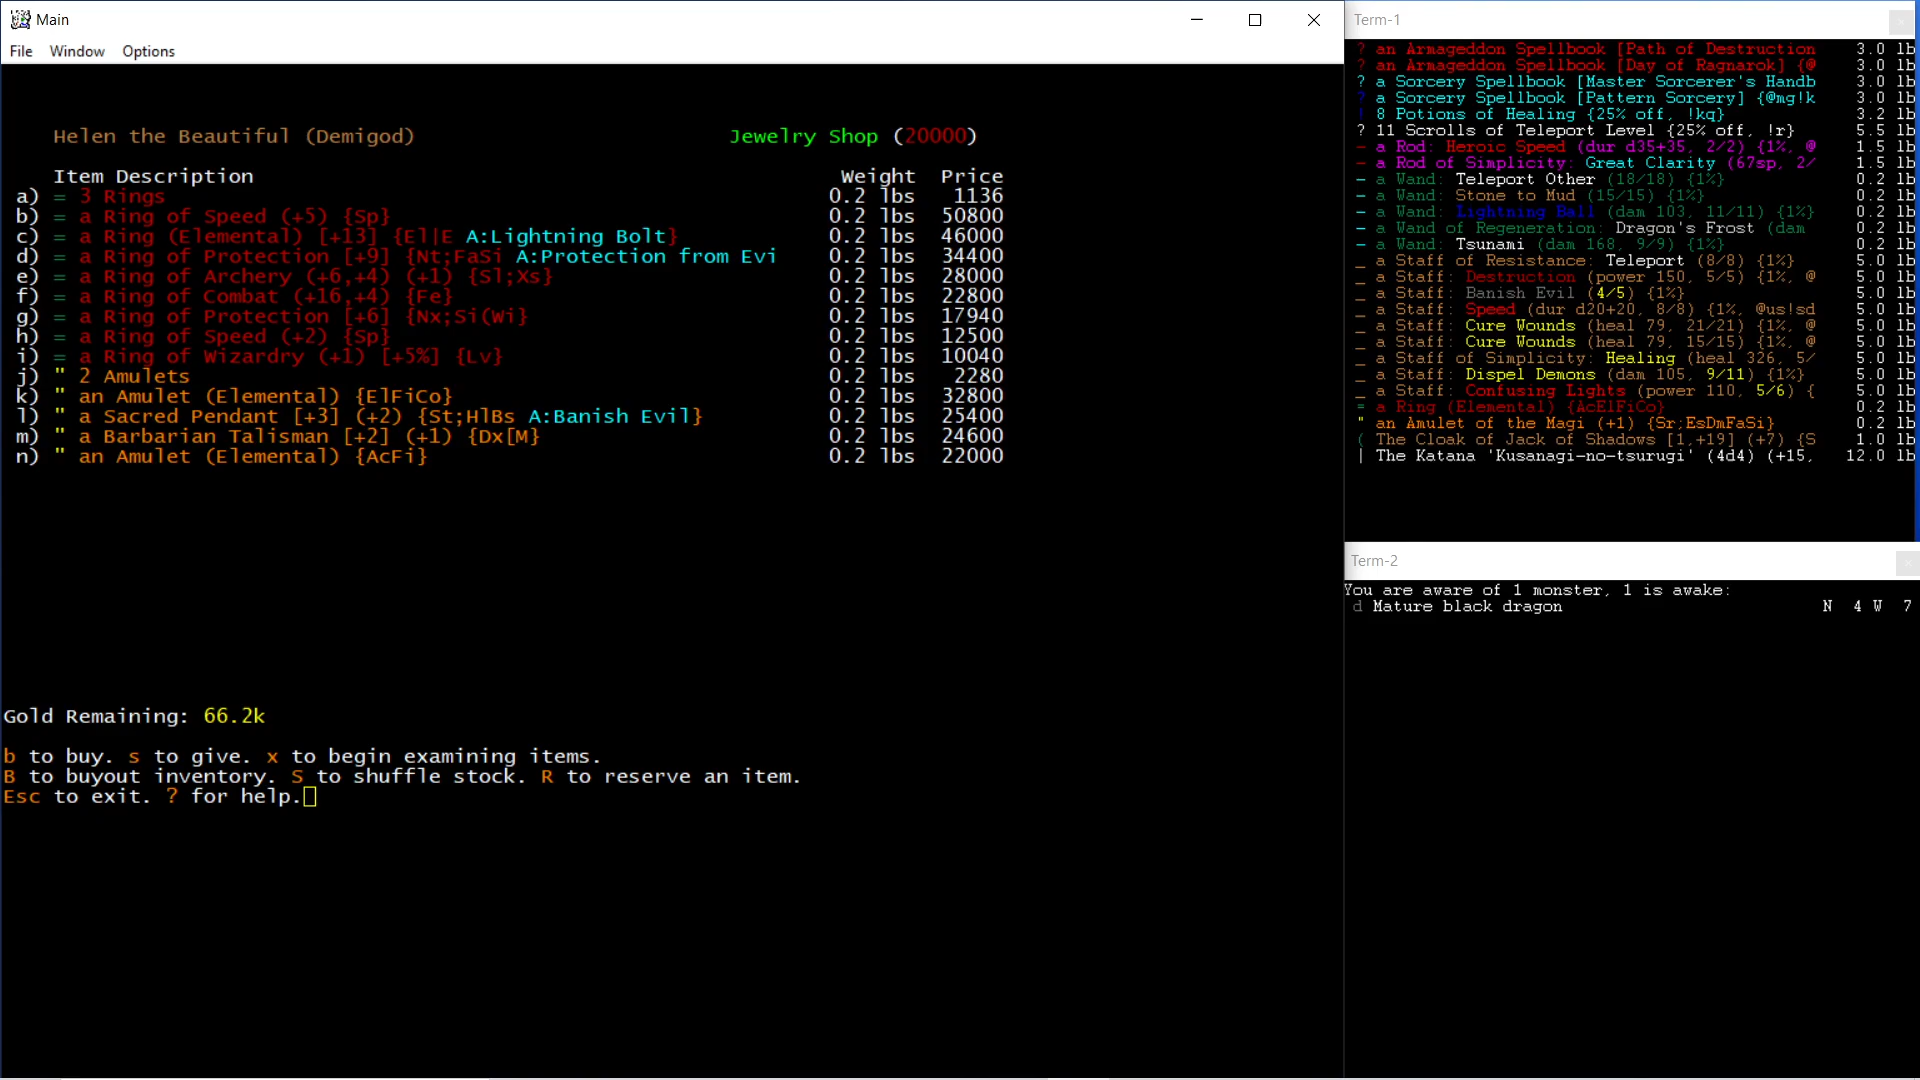 Main
File Window Options
Helen the Beautiful (Demigod) Jewelry Shop (20000)
Item Description Weight Price
a) = 3 Rings 0.2 lbs 1136
b) = a Ring of Speed (+5) {Sp} 0.2 lbs 50800
c) = a Ring (Elemental) [+13] {El|E A:Lightning Bolt} 0.2 lbs 46000
d) = a Ring of Protection [+9] {Nt;FaSi A:Protection from Evi 0.2 lbs 34400
e) = a Ring of Archery (+6,+4) (+1) {Sl;Xs} 0.2 lbs 28000
f) = a Ring of Combat (+16,+4) {Fe} 0.2 lbs 22800
g) = a Ring of Protection [+6] {Nx;Si(Wi} 0.2 lbs 17940
h) = a Ring of Speed (+2) {Sp} 0.2 lbs 12500
i) = a Ring of Wizardry (+1) [+5%] {Lv} 0.2 lbs 10040
j) " 2 Amulets 0.2 lbs 2280
k) " an Amulet (Elemental) {ElFiCo} 0.2 lbs 32800
l) " a Sacred Pendant [+3] (+2) {St;HlBs A:Banish Evil} 0.2 lbs 25400
m) " a Barbarian Talisman [+2] (+1) {Dx[M} 0.2 lbs 24600
n) " an Amulet (Elemental) {AcFi} 0.2 lbs 22000
Gold Remaining: 66.2k
b to buy. s to give. x to begin examining items.
B to buyout inventory. S to shuffle stock. R to reserve an item.
Esc to exit. ? for help.
Term-1
? an Armageddon Spellbook [Path of Destruction 3.0 lb
? an Armageddon Spellbook [Day of Ragnarok] {@ 3.0 lb
? a Sorcery Spellbook [Master Sorcerer's Handb 3.0 lb
? a Sorcery Spellbook [Pattern Sorcery] {@mg!k 3.0 lb
! 8 Potions of Healing {25% off, !kq} 3.2 lb
? 11 Scrolls of Teleport Level {25% off, !r} 5.5 lb
- a Rod: Heroic Speed (dur d35+35, 2/2) {1%, @ 1.5 lb
- a Rod of Simplicity: Great Clarity (67sp, 2/ 1.5 lb
- a Wand: Teleport Other (18/18) {1%} 0.2 lb
- a Wand: Stone to Mud (15/15) {1%} 0.2 lb
- a Wand: Lightning Ball (dam 103, 11/11) {1%} 0.2 lb
- a Wand of Regeneration: Dragon's Frost (dam 0.2 lb
- a Wand: Tsunami (dam 168, 9/9) {1%} 0.2 lb
_ a Staff of Resistance: Teleport (8/8) {1%} 5.0 lb
_ a Staff: Destruction (power 150, 5/5) {1%, @ 5.0 lb
_ a Staff: Banish Evil (4/5) {1%} 5.0 lb
_ a Staff: Speed (dur d20+20, 8/8) {1%, @us!sd 5.0 lb
_ a Staff: Cure Wounds (heal 79, 21/21) {1%, @ 5.0 lb
_ a Staff: Cure Wounds (heal 79, 15/15) {1%, @ 5.0 lb
_ a Staff of Simplicity: Healing (heal 326, 5/ 5.0 lb
_ a Staff: Dispel Demons (dam 105, 9/11) {1%} 5.0 lb
_ a Staff: Confusing Lights (power 110, 5/6) { 5.0 lb
= a Ring (Elemental) {AcElFiCo} 0.2 lb
" an Amulet of the Magi (+1) {Sr;EsDmFaSi} 0.2 lb
( The Cloak of Jack of Shadows [1,+19] (+7) {S 1.0 lb
| The Katana 'Kusanagi-no-tsurugi' (4d4) (+15, 12.0 lb
Term-2
You are aware of 1 monster, 1 is awake:
d Mature black dragon N 4 W 7